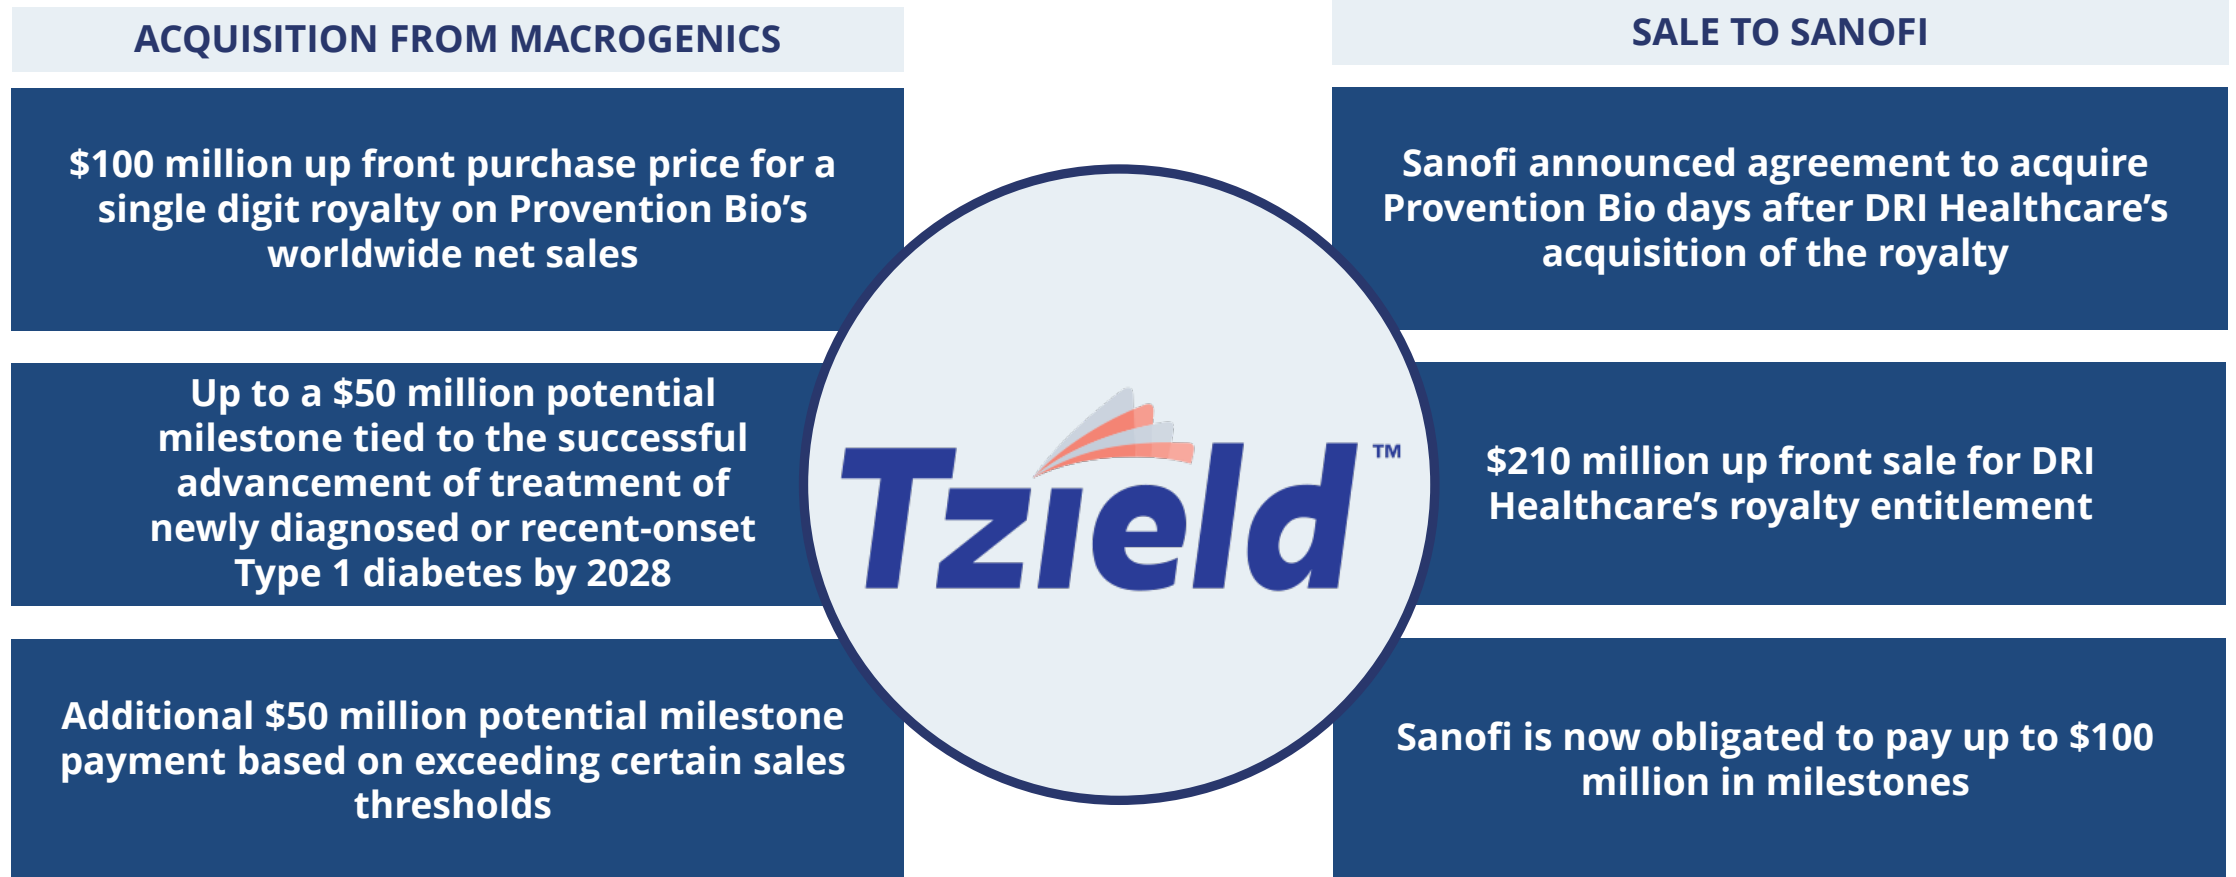 ACQUISITION FROM MACROGENICS
$100 million up front purchase price for a
single digit royalty on Provention Bio’s
worldwide net sales
Up to a $50 million potential
milestone tied to the successful
advancement of treatment of
newly diagnosed or recent-onset
Type 1 diabetes by 2028
Additional $50 million potential milestone
payment based on exceeding certain sales
thresholds
Tzield™
SALE TO SANOFI
Sanofi announced agreement to acquire
Provention Bio days after DRI Healthcare’s
acquisition of the royalty
$210 million up front sale for DRI
Healthcare’s royalty entitlement
Sanofi is now obligated to pay up to $100
million in milestones